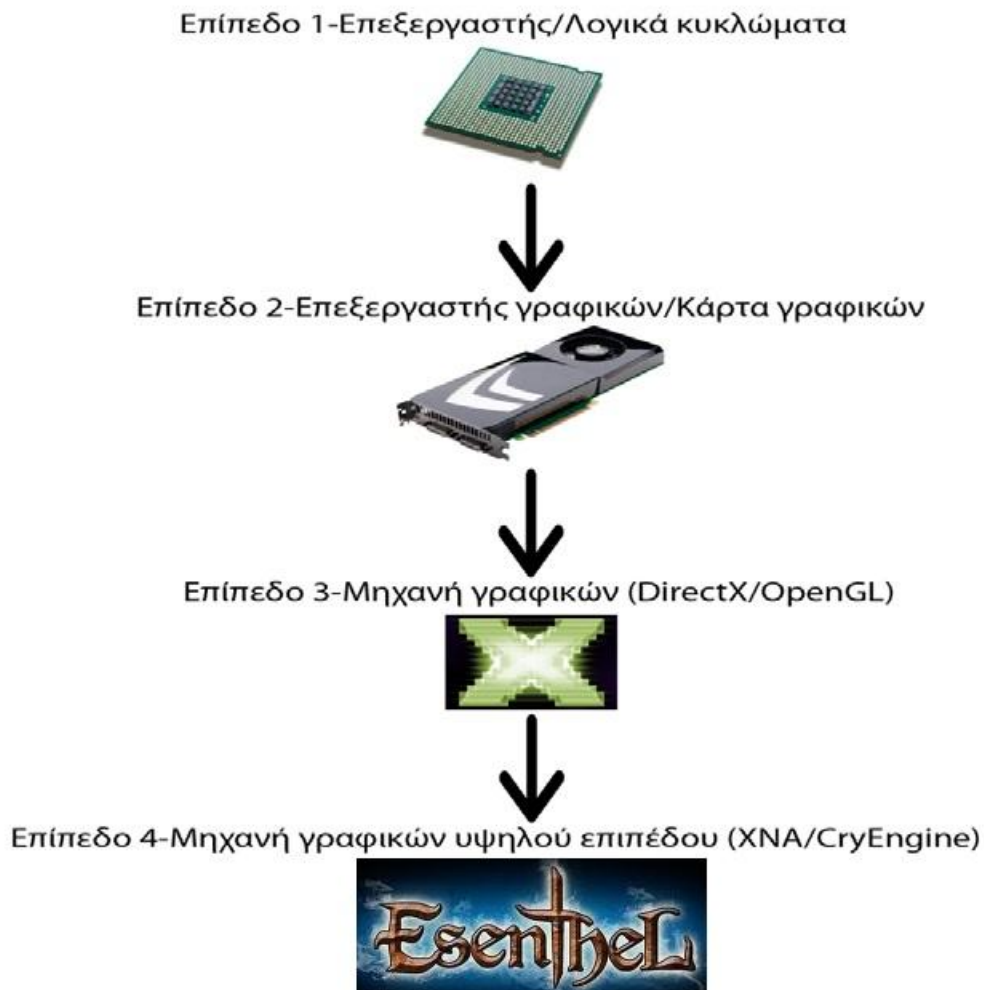 Επίπεδο 1-Επεξεργαστής/Λογικά κυκλώματα
Επίπεδο 2-Επεξεργαστής γραφικών/Κάρτα γραφικών
Επίπεδο 3-Μηχανή γραφικών (DirectX/OpenGL)
Επίπεδο 4-Μηχανή γραφικών υψηλού επιπέδου (XNA/CryEngine)
EsentheL